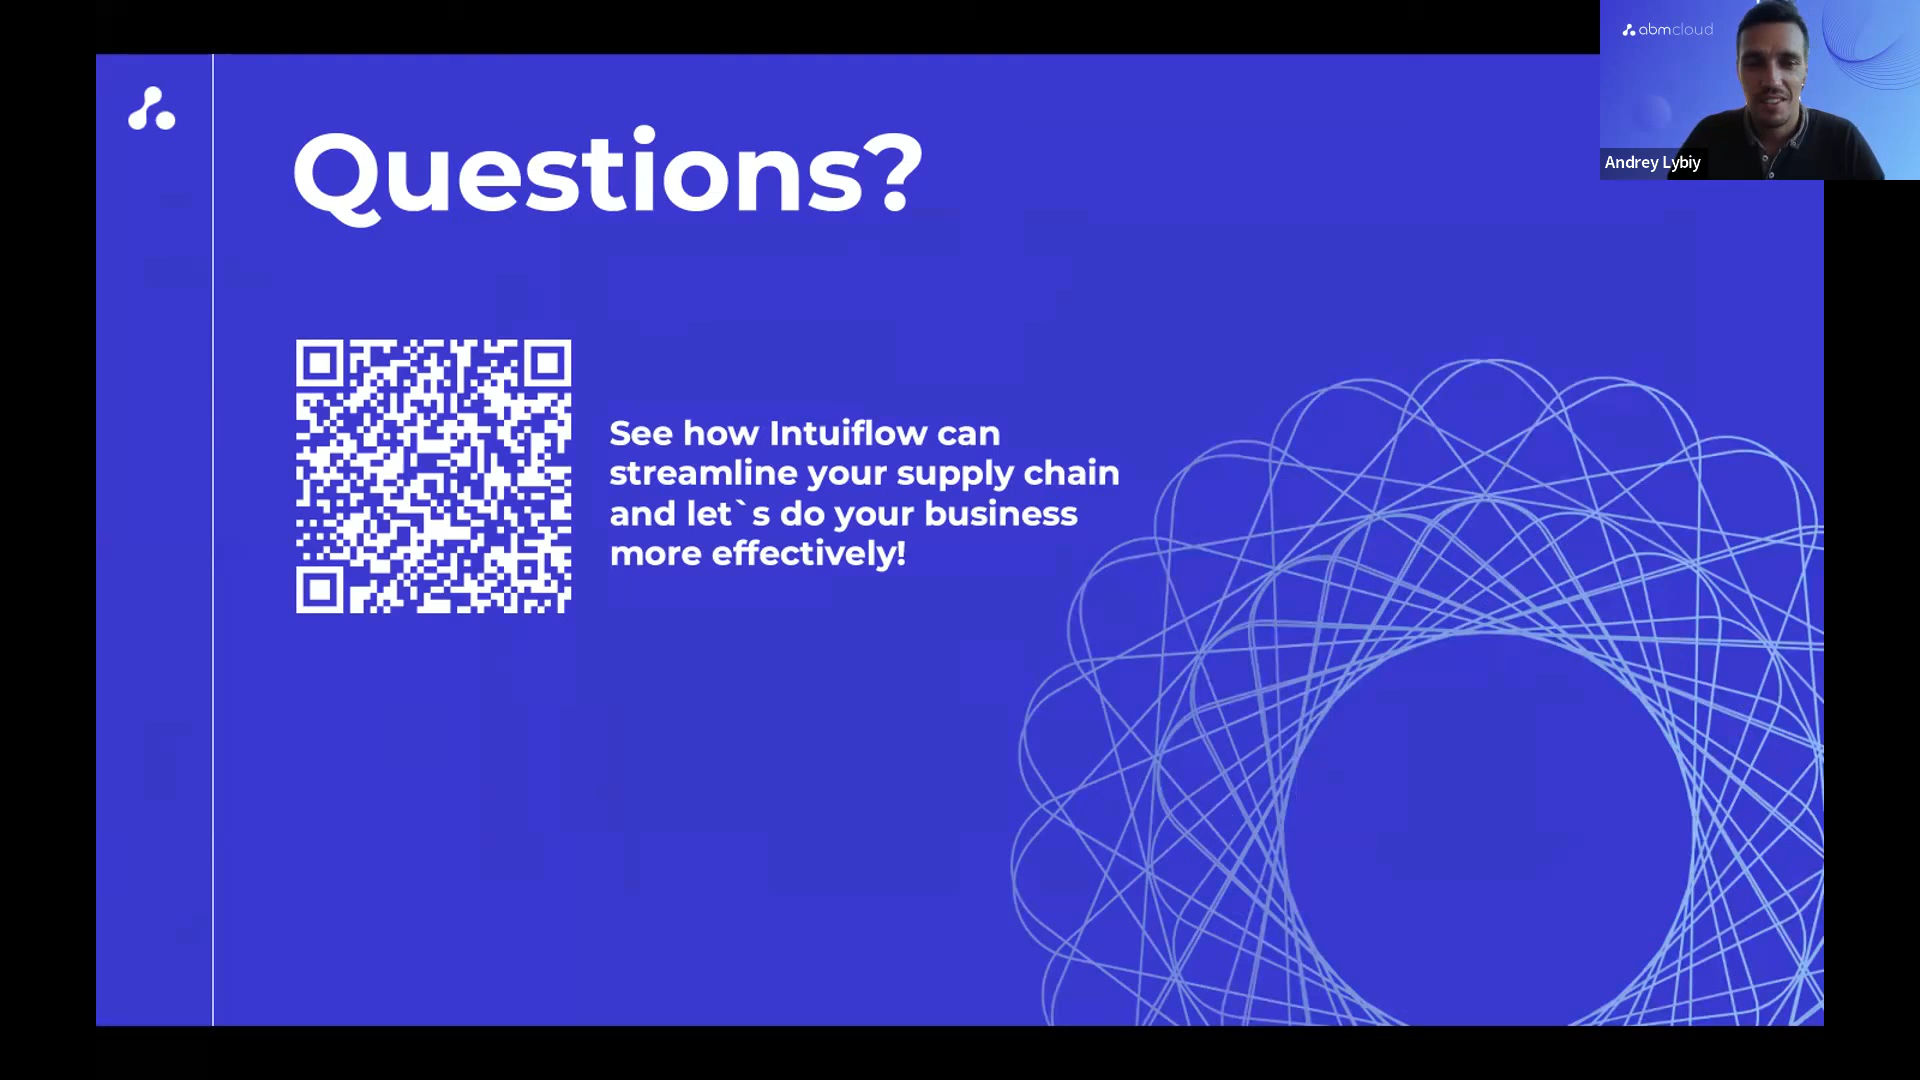 Questions?
See how Intuiflow can
streamline your supply chain
and let`s do your business
more effectively!
abmcloud
Andrey Lybiy